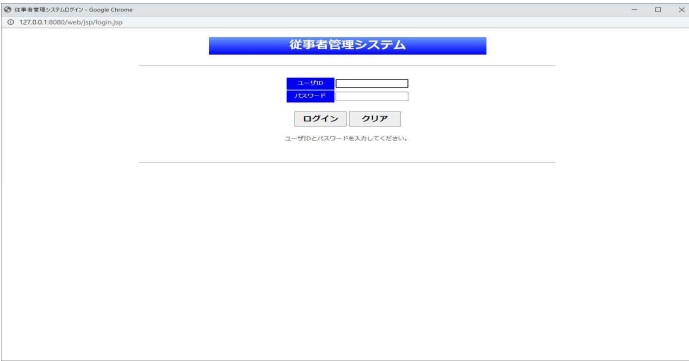 従事者管理システムログイン - Google Chrome
127.0.0.1:8080/web/jsp/login.jsp
従事者管理システム
ユーザID
パスワード
ログイン クリア
ユーザIDとパスワードを入力してください。